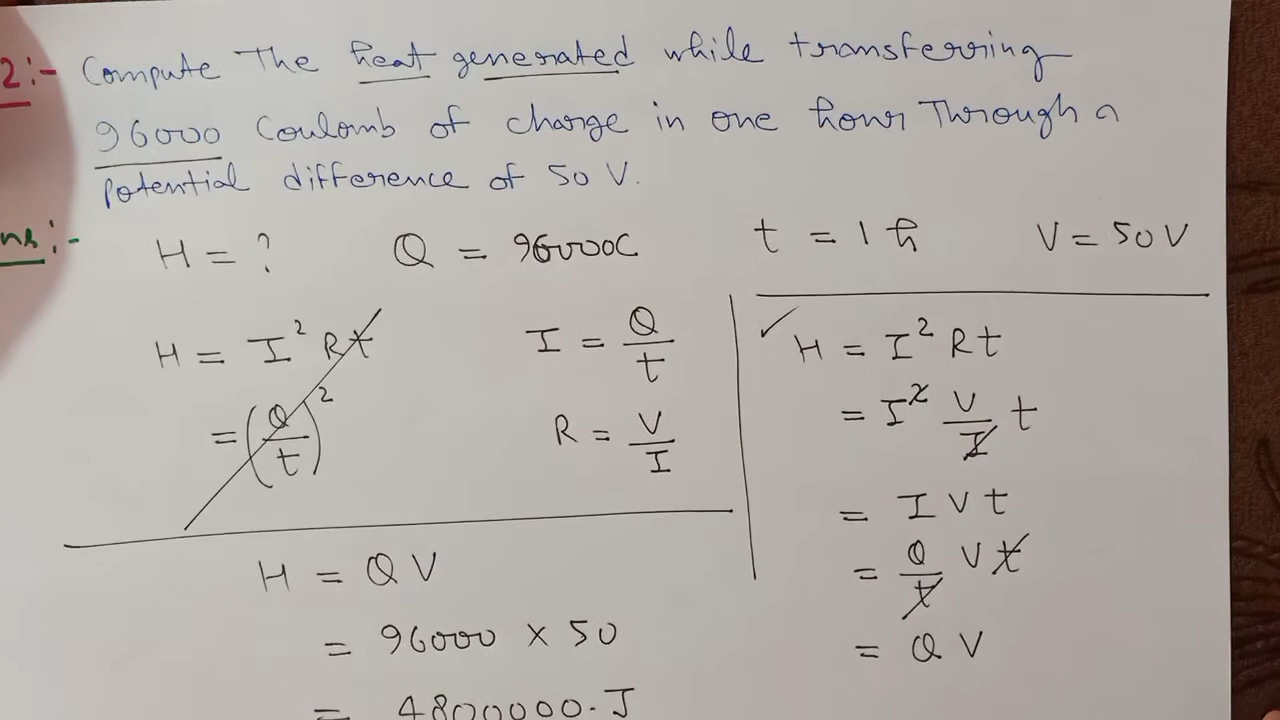 2:- Compute The heat generated while transferring
96000 Coulomb of charge in one hour Through a
potential difference of 50 V.
ns:- H = ? Q = 96000C t = 1 h V = 50V
H = I² Rt
= (Q/t)²
I = Q/t
R = V/I
H = I² Rt
= I² V/I t
= I V t
= Q/t V t
= Q V
H = Q V
= 96000 × 50
= 4800000. J